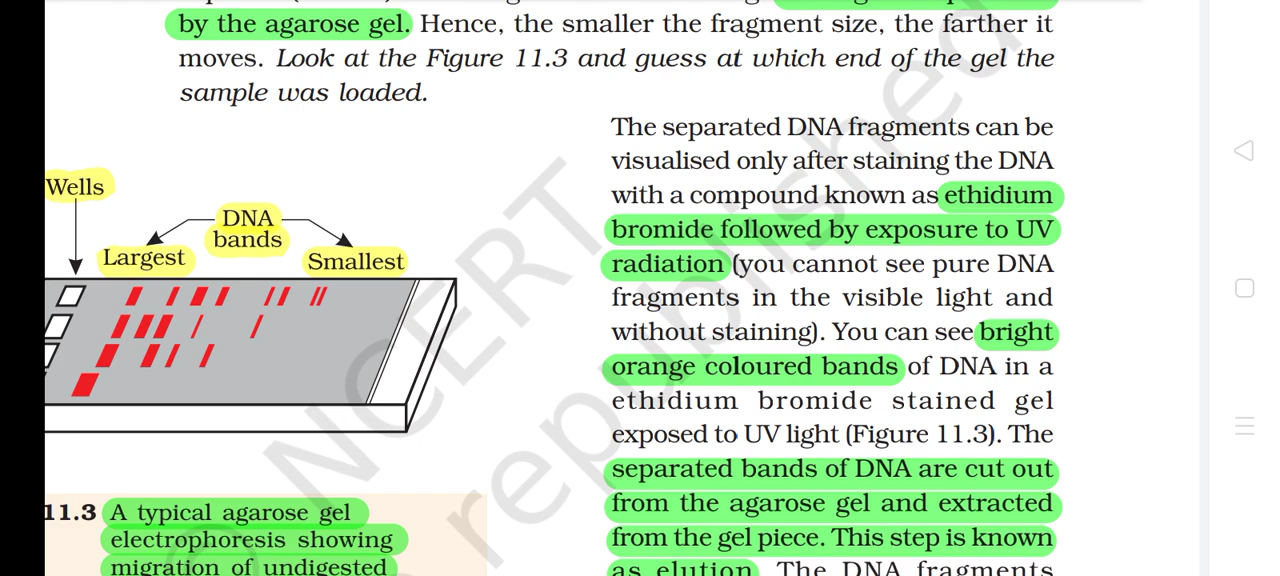 by the agarose gel. Hence, the smaller the fragment size, the farther it
moves. Look at the Figure 11.3 and guess at which end of the gel the
sample was loaded.
Wells
DNA
bands
Largest
Smallest
11.3 A typical agarose gel
electrophoresis showing
migration of undigested
The separated DNA fragments can be
visualised only after staining the DNA
with a compound known as ethidium
bromide followed by exposure to UV
radiation (you cannot see pure DNA
fragments in the visible light and
without staining). You can see bright
orange coloured bands of DNA in a
ethidium bromide stained gel
exposed to UV light (Figure 11.3). The
separated bands of DNA are cut out
from the agarose gel and extracted
from the gel piece. This step is known
as elution. The DNA fragments
NCERT
republished